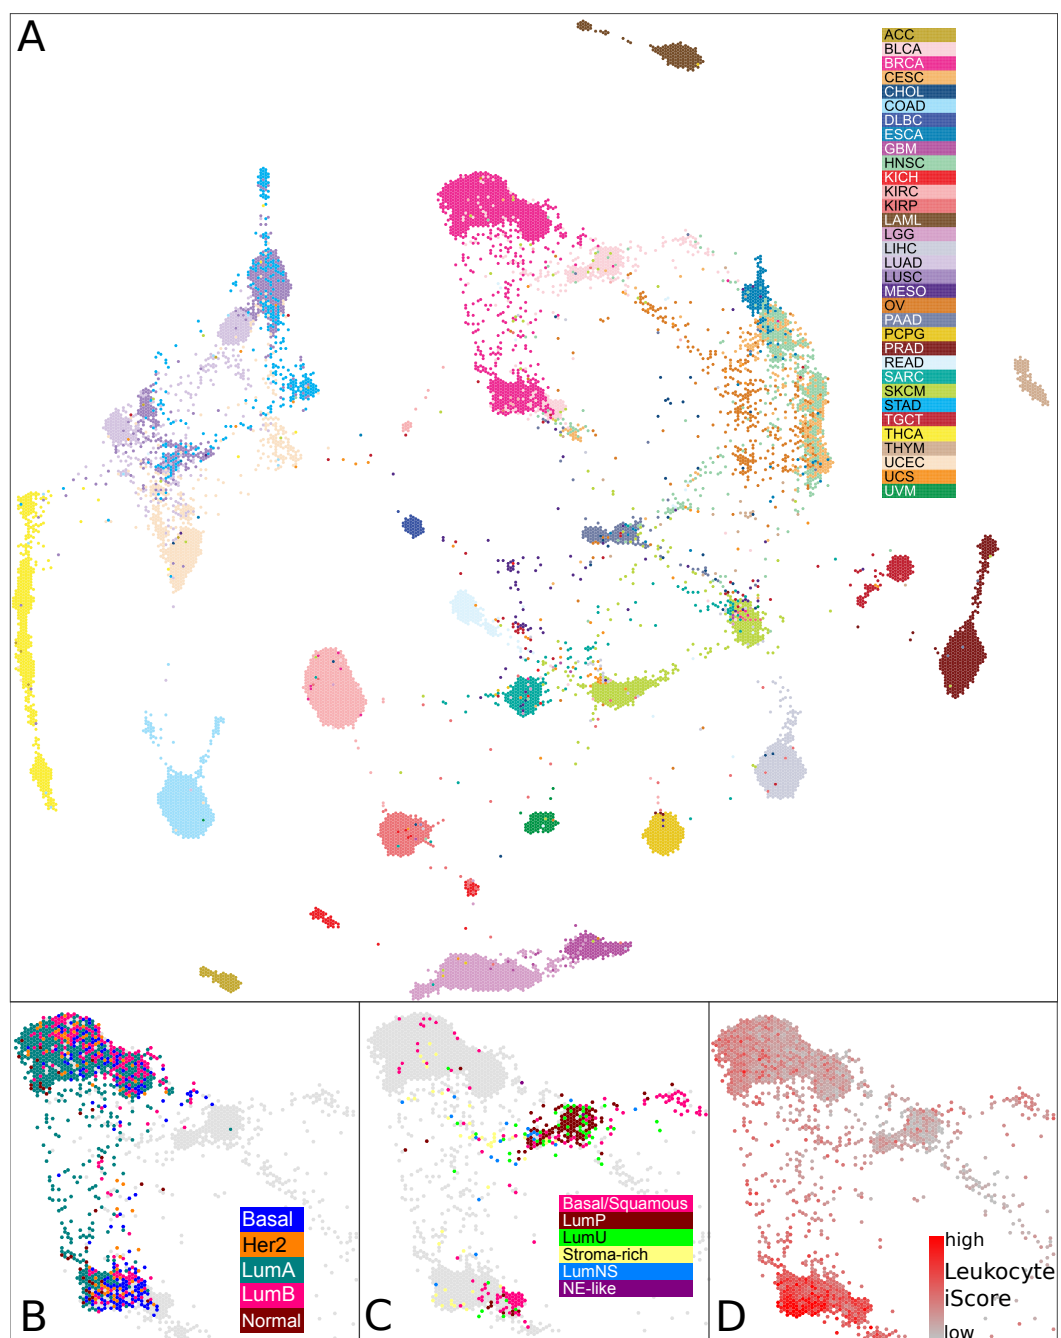 A
ACC
BLCA
BRCA
CESC
CHOL
COAD
DLBC
ESCA
GBM
HNSC
KICH
KIRC
KIRP
LAML
LGG
LIHC
LUAD
LUSC
MESO
OV
PAAD
PCPG
PRAD
READ
SARC
SKCM
STAD
TGCT
THCA
THYM
UCEC
UCS
UVM
B
Basal
Her2
LumA
LumB
Normal
C
Basal/Squamous
LumP
LumU
Stroma-rich
LumNS
NE-like
D
high
Leukocyte
iScore
low